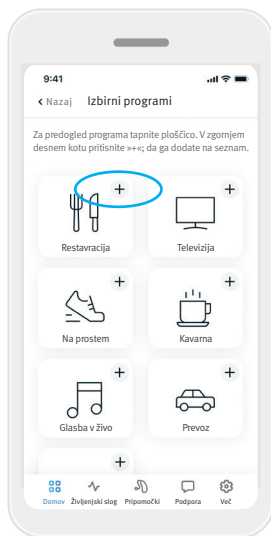 9:41
Nazaj Izbirni programi
Za predogled programa tapnite ploščico. V zgornjem
desnem kotu pritisnite »+«; da ga dodate na seznam.
+ +
Restavracija Televizija
+ +
Na prostem Kavarna
+ +
Glasba v živo Prevoz
+
Domov Življenjski slog Pripomočki Podpora Več